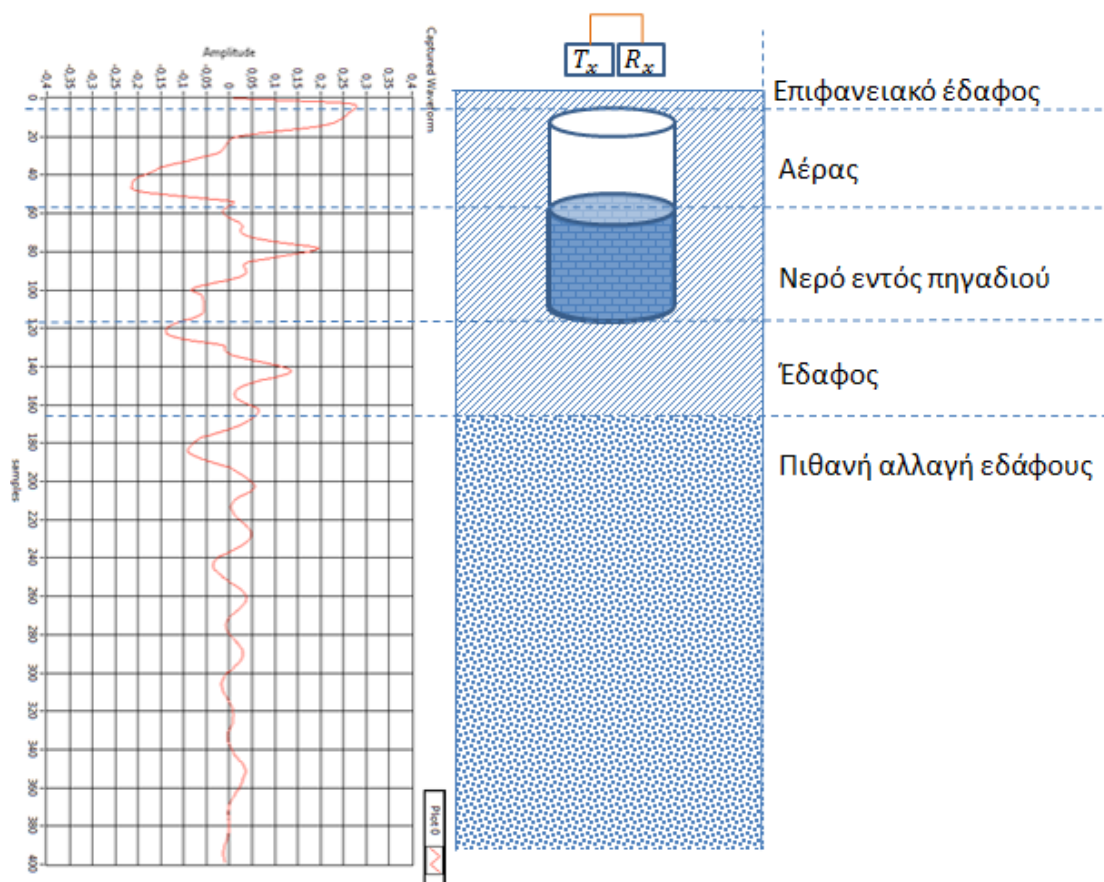 Captured Waveform
Amplitude
-0,4 -0,35 -0,3 -0,25 -0,2 -0,15 -0,1 -0,05 0 0,05 0,1 0,15 0,2 0,25 0,3 0,35 0,4
0
20
40
60
80
100
120
140
160
180
200
220
240
260
280
300
320
340
360
380
400
samples
Plot 0
Tx Rx
Επιφανειακό έδαφος
Αέρας
Νερό εντός πηγαδιού
Έδαφος
Πιθανή αλλαγή εδάφους